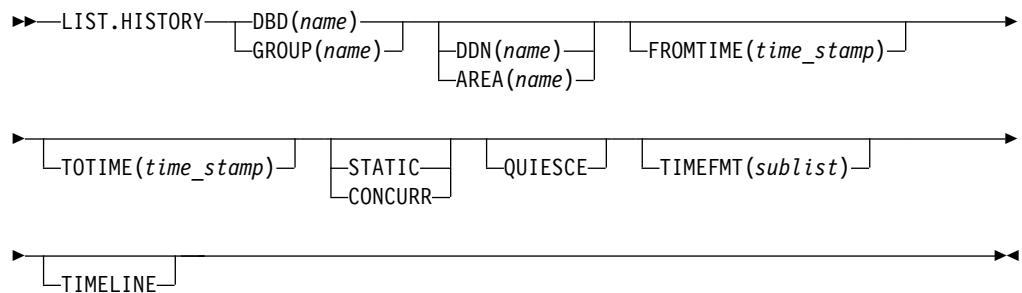 LIST.HISTORY DBD(name)
GROUP(name) DDN(name) FROMTIME(time_stamp)
AREA(name)
TOTIME(time_stamp) STATIC QUIESCE TIMEFMT(sublist)
CONCURR
TIMELINE